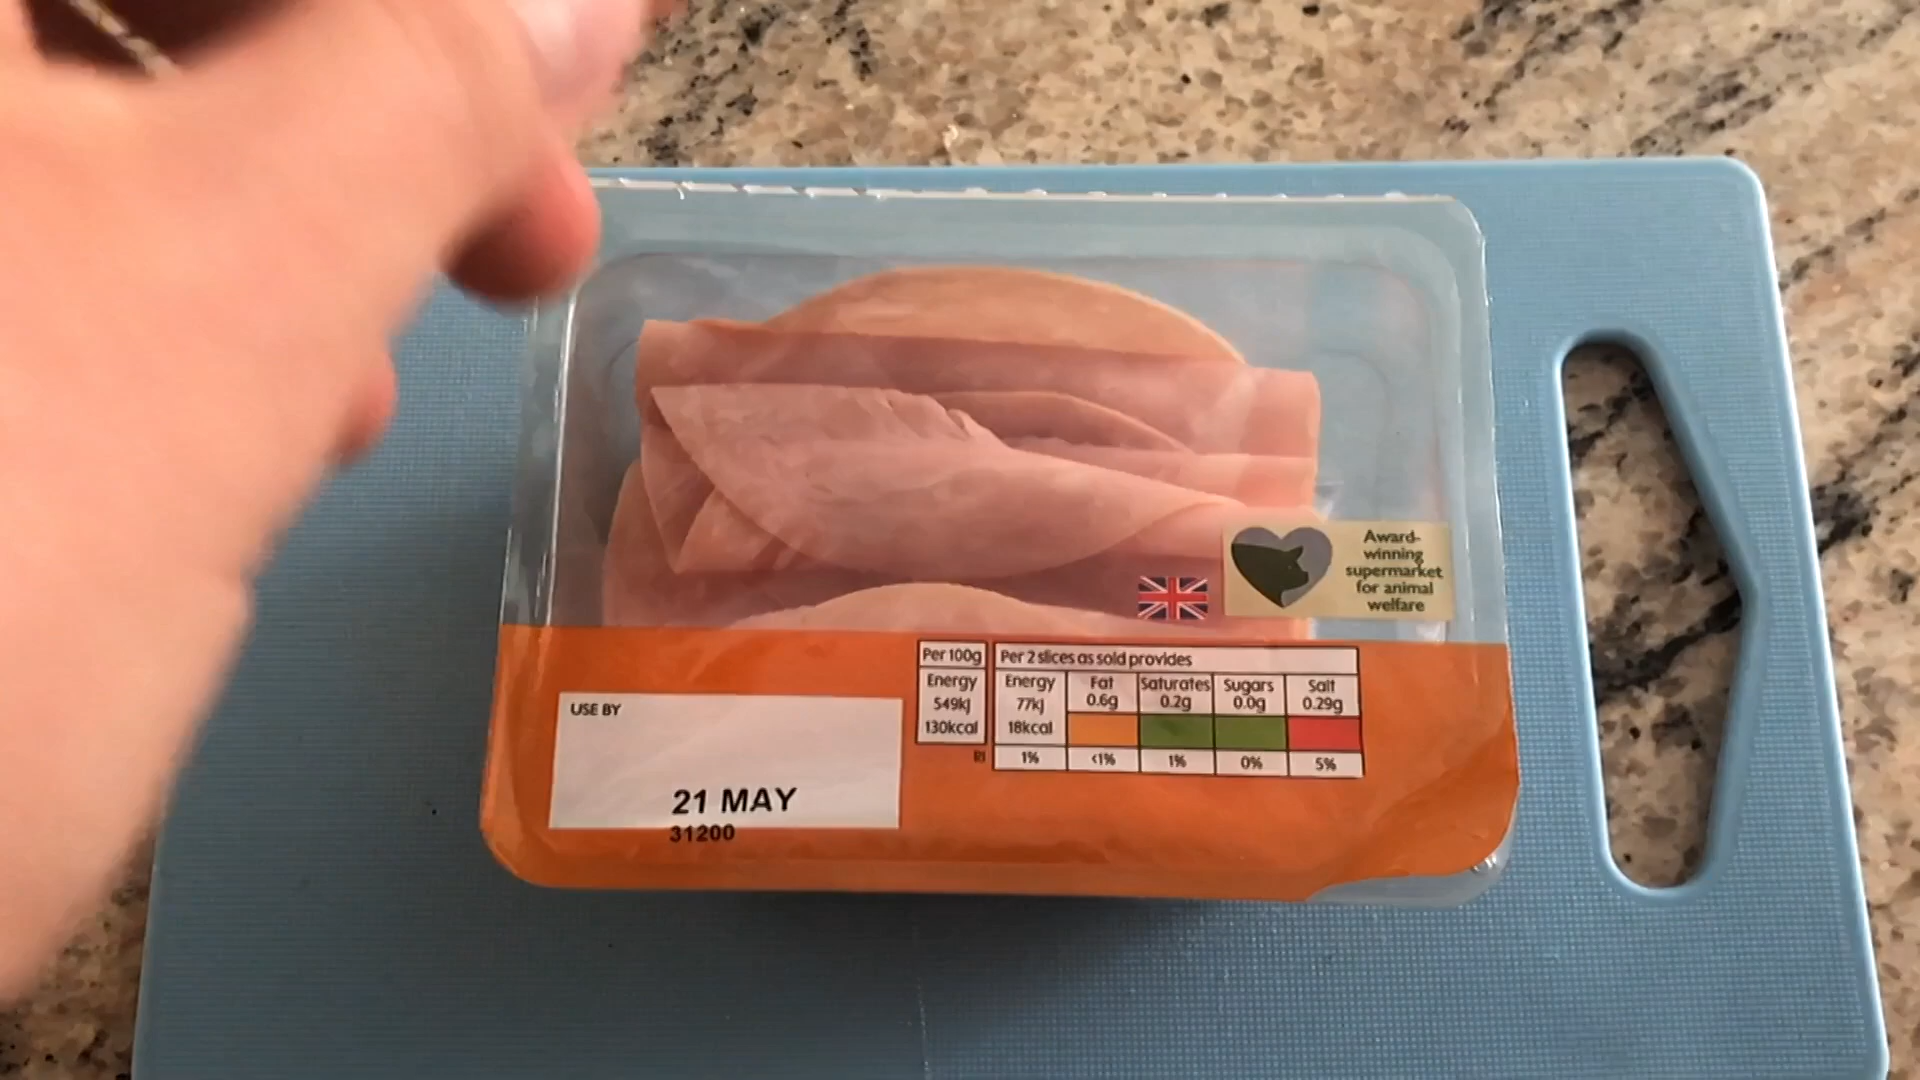 Award-
winning
supermarket
for animal
welfare
Per 100g
Energy
549kJ
130kcal
Per 2 slices as sold provides
Energy
77kJ
18kcal
Fat
0.6g
Saturates
0.2g
Sugars
0.0g
Salt
0.29g
RI
1%
<1%
1%
0%
5%
USE BY
21 MAY
31200